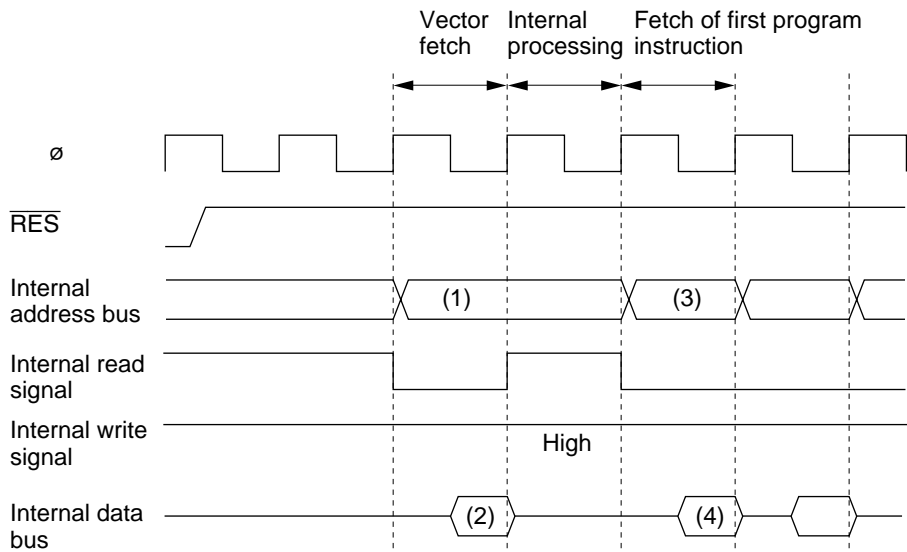 Vector fetch
Internal processing
Fetch of first program instruction
ø
RES
Internal address bus
(1)
(3)
Internal read signal
Internal write signal
High
Internal data bus
(2)
(4)